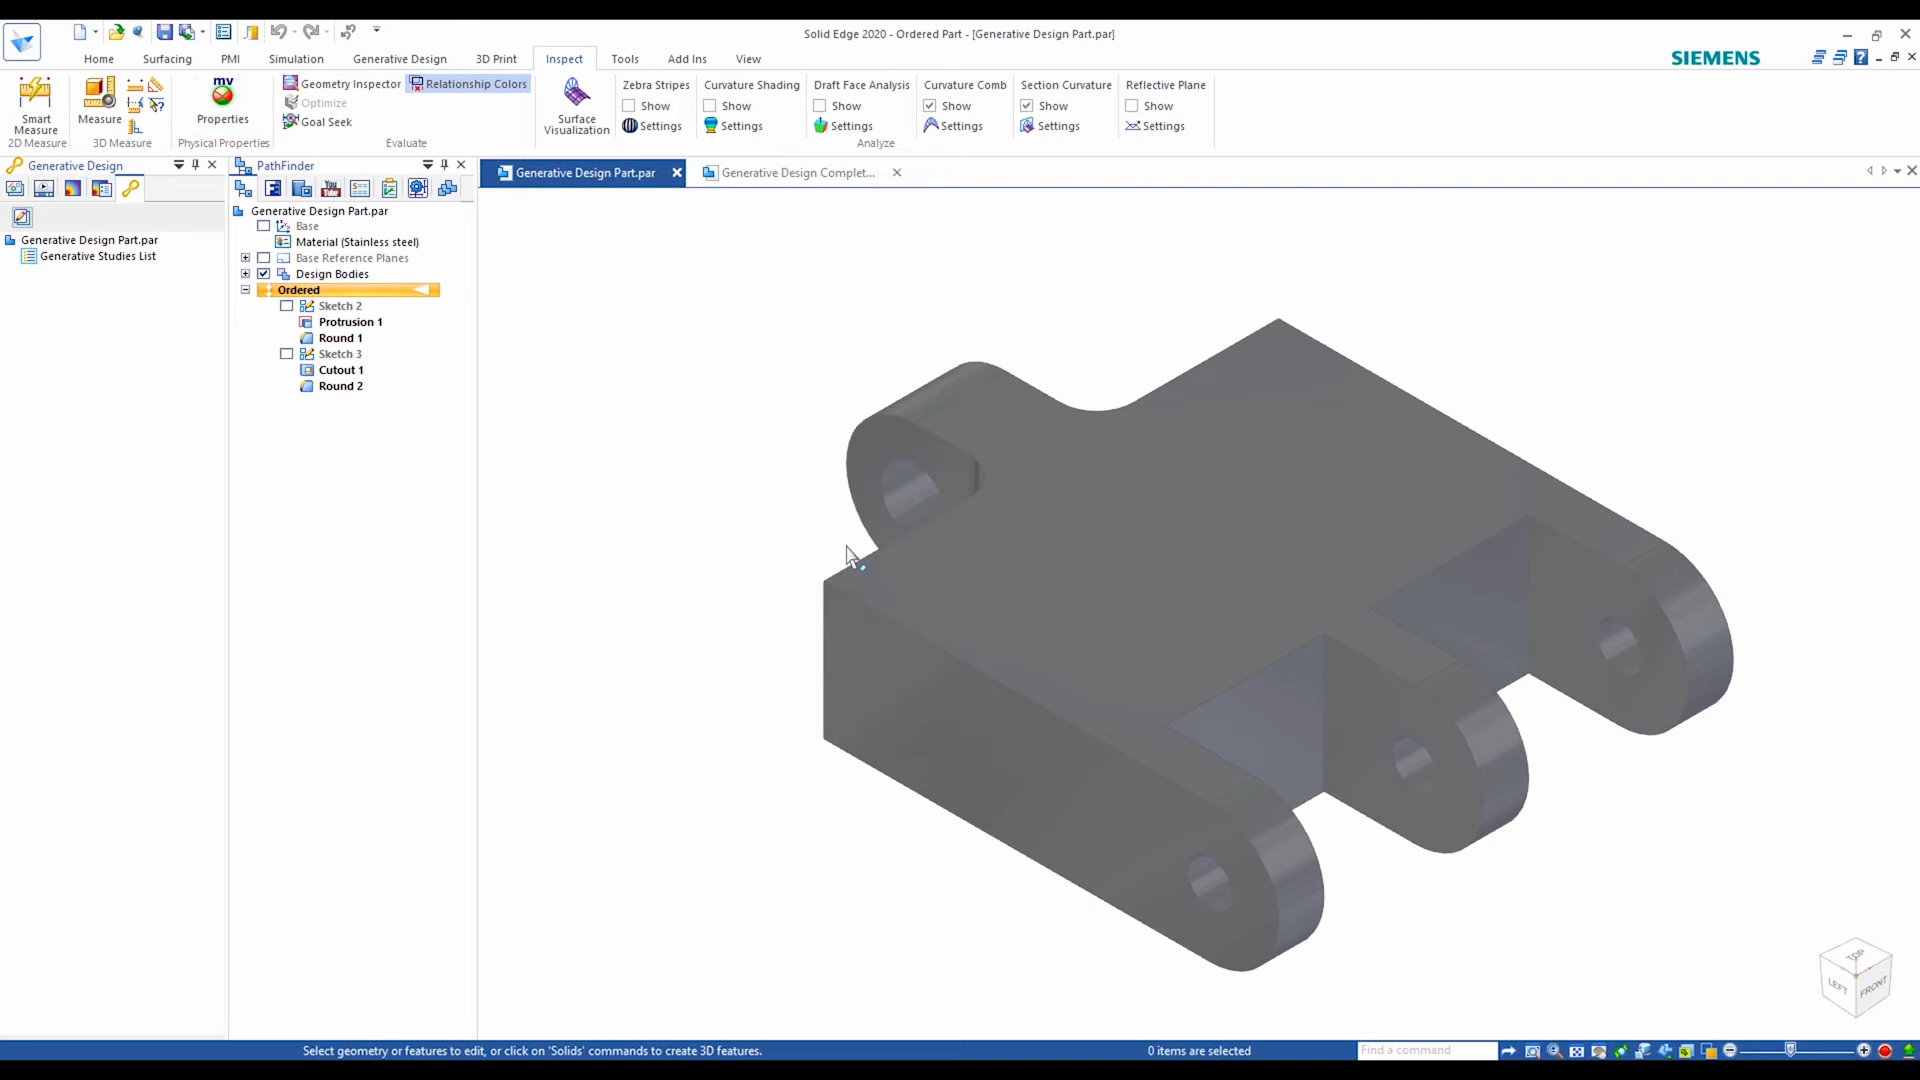 Solid Edge 2020 - Ordered Part - [Generative Design Part.par]
Home Surfacing PMI Simulation Generative Design 3D Print Inspect Tools Add Ins View
SIEMENS
Smart
Measure
2D Measure
Measure
3D Measure
mv
Properties
Physical Properties
Geometry Inspector Relationship Colors
Optimize
Goal Seek
Evaluate
Surface
Visualization
Zebra Stripes
Show
Settings
Curvature Shading
Show
Settings
Draft Face Analysis
Show
Settings
Curvature Comb
Show
Settings
Section Curvature
Show
Settings
Reflective Plane
Show
Settings
Analyze
Generative Design
Generative Design Part.par
Generative Studies List
PathFinder
You
Tube
Generative Design Part.par
Base
Material (Stainless steel)
Base Reference Planes
Design Bodies
Ordered
Sketch 2
Protrusion 1
Round 1
Sketch 3
Cutout 1
Round 2
Generative Design Part.par
Generative Design Complet...
TOP
LEFT
FRONT
Select geometry or features to edit, or click on 'Solids' commands to create 3D features.
0 items are selected
Find a command